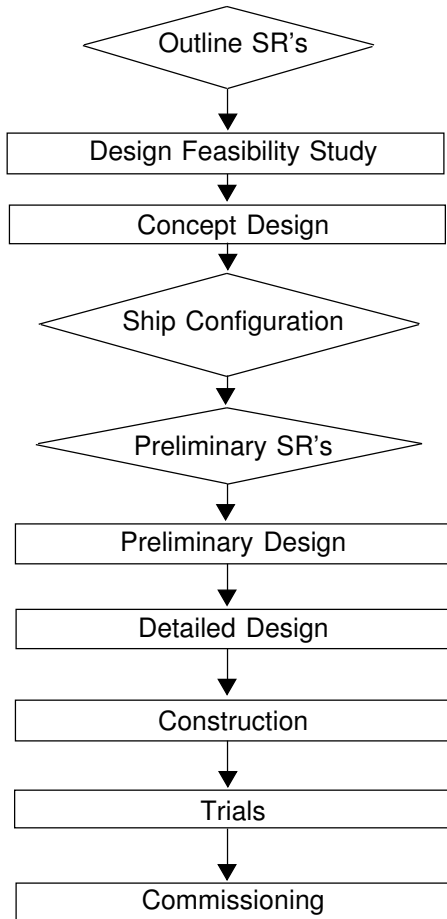 Outline SR's
Design Feasibility Study
Concept Design
Ship Configuration
Preliminary SR's
Preliminary Design
Detailed Design
Construction
Trials
Commissioning